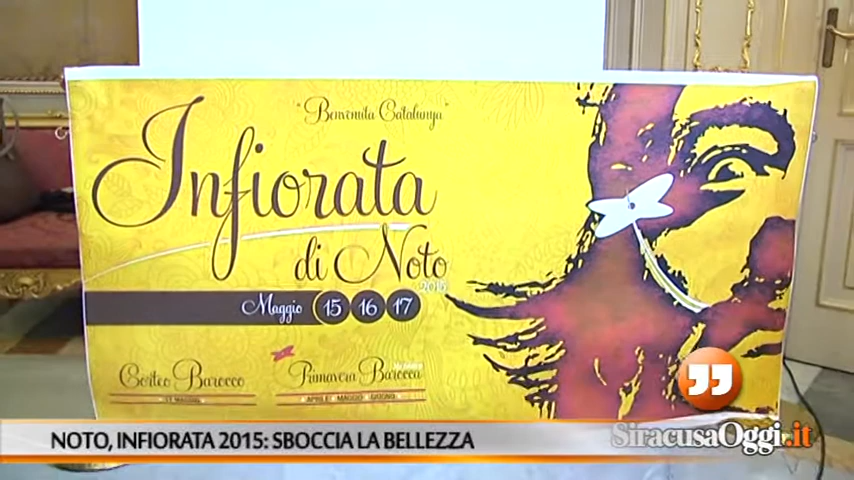 "Benvenuta Catalunya"
Infiorata
di Noto
2015
Maggio 15 16 17
Corteo Barocco
Primavera Barocca
APRILE MAGGIO GIUGNO
NOTO, INFIORATA 2015: SBOCCIA LA BELLEZZA
SiracusaOggi.it